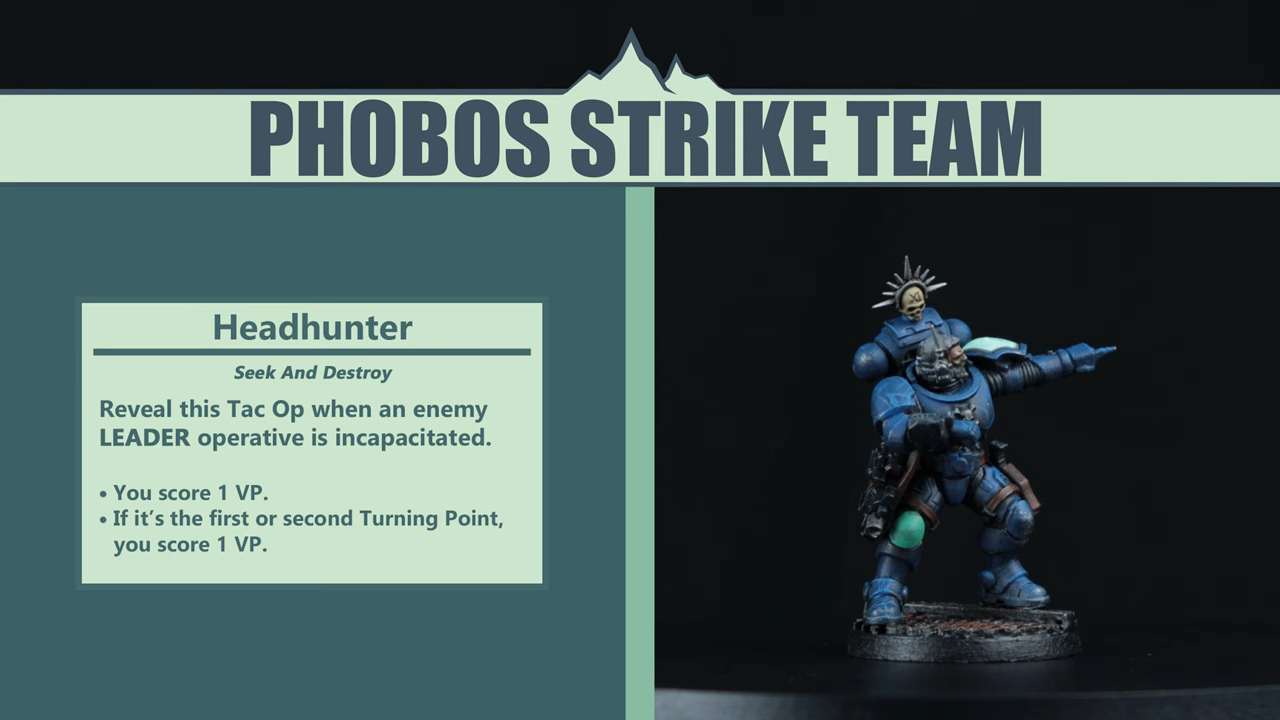 PHOBOS STRIKE TEAM
Headhunter
Seek And Destroy
Reveal this Tac Op when an enemy
LEADER operative is incapacitated.
• You score 1 VP.
• If it's the first or second Turning Point,
you score 1 VP.